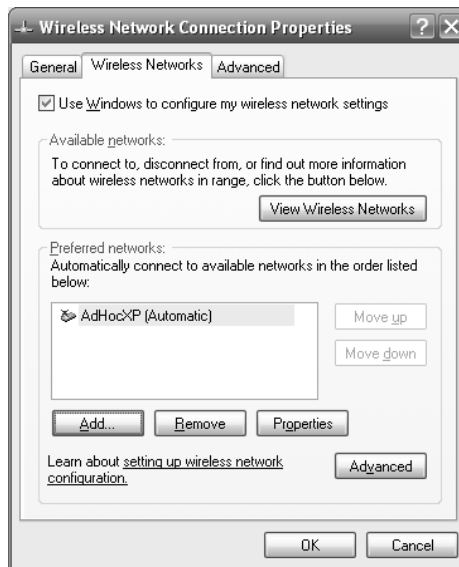 Wireless Network Connection Properties
General Wireless Networks Advanced
Use Windows to configure my wireless network settings
Available networks:
To connect to, disconnect from, or find out more information
about wireless networks in range, click the button below.
View Wireless Networks
Preferred networks:
Automatically connect to available networks in the order listed
below:
AdHocXP (Automatic)
Move up
Move down
Add... Remove Properties
Learn about setting up wireless network
configuration.
Advanced
OK Cancel